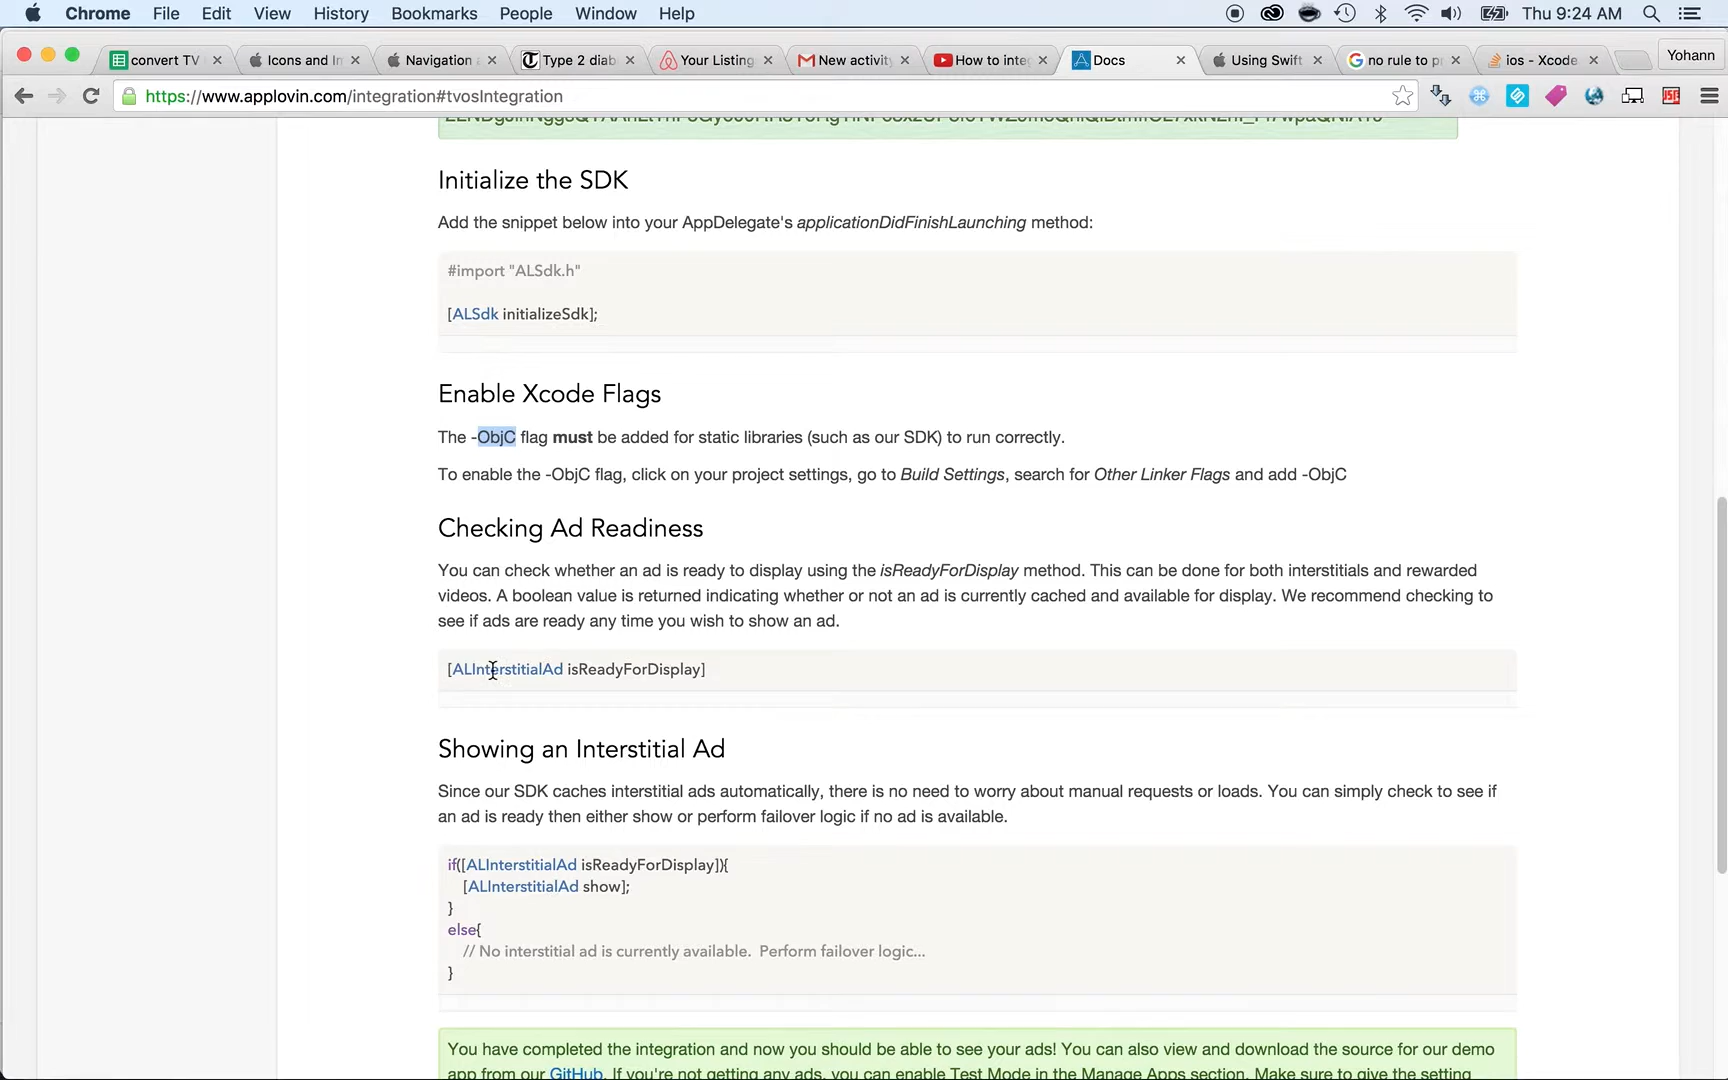 Chrome File Edit View History Bookmarks People Window Help Thu 9:24 AM
convert TV Icons and In Navigation Type 2 diab Your Listing New activity How to inte Docs Using Swift no rule to p ios - Xcode Yohann
https://www.applovin.com/integration#tvosIntegration
Initialize the SDK
Add the snippet below into your AppDelegate's applicationDidFinishLaunching method:
#import "ALSdk.h"
[ALSdk initializeSdk];
Enable Xcode Flags
The -ObjC flag must be added for static libraries (such as our SDK) to run correctly.
To enable the -ObjC flag, click on your project settings, go to Build Settings, search for Other Linker Flags and add -ObjC
Checking Ad Readiness
You can check whether an ad is ready to display using the isReadyForDisplay method. This can be done for both interstitials and rewarded
videos. A boolean value is returned indicating whether or not an ad is currently cached and available for display. We recommend checking to
see if ads are ready any time you wish to show an ad.
[ALInterstitialAd isReadyForDisplay]
Showing an Interstitial Ad
Since our SDK caches interstitial ads automatically, there is no need to worry about manual requests or loads. You can simply check to see if
an ad is ready then either show or perform failover logic if no ad is available.
if([ALInterstitialAd isReadyForDisplay]){
[ALInterstitialAd show];
}
else{
// No interstitial ad is currently available. Perform failover logic...
}
You have completed the integration and now you should be able to see your ads! You can also view and download the source for our demo
app from our GitHub. If you're not getting any ads, you can enable Test Mode in the Manage Apps section. Make sure to give the setting